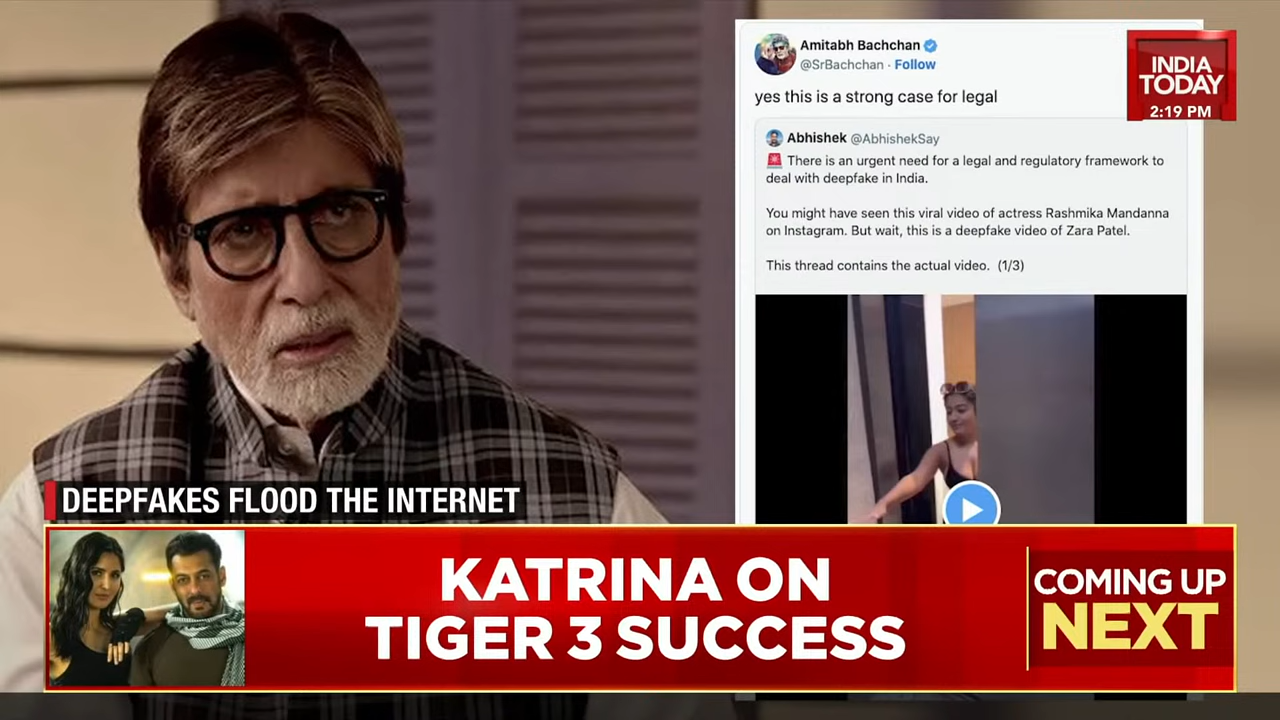 Amitabh Bachchan
@SrBachchan · Follow
yes this is a strong case for legal
INDIA
TODAY
2:19 PM
Abhishek @AbhishekSay
🚨 There is an urgent need for a legal and regulatory framework to
deal with deepfake in India.
You might have seen this viral video of actress Rashmika Mandanna
on Instagram. But wait, this is a deepfake video of Zara Patel.
This thread contains the actual video. (1/3)
DEEPFAKES FLOOD THE INTERNET
KATRINA ON
TIGER 3 SUCCESS
COMING UP
NEXT